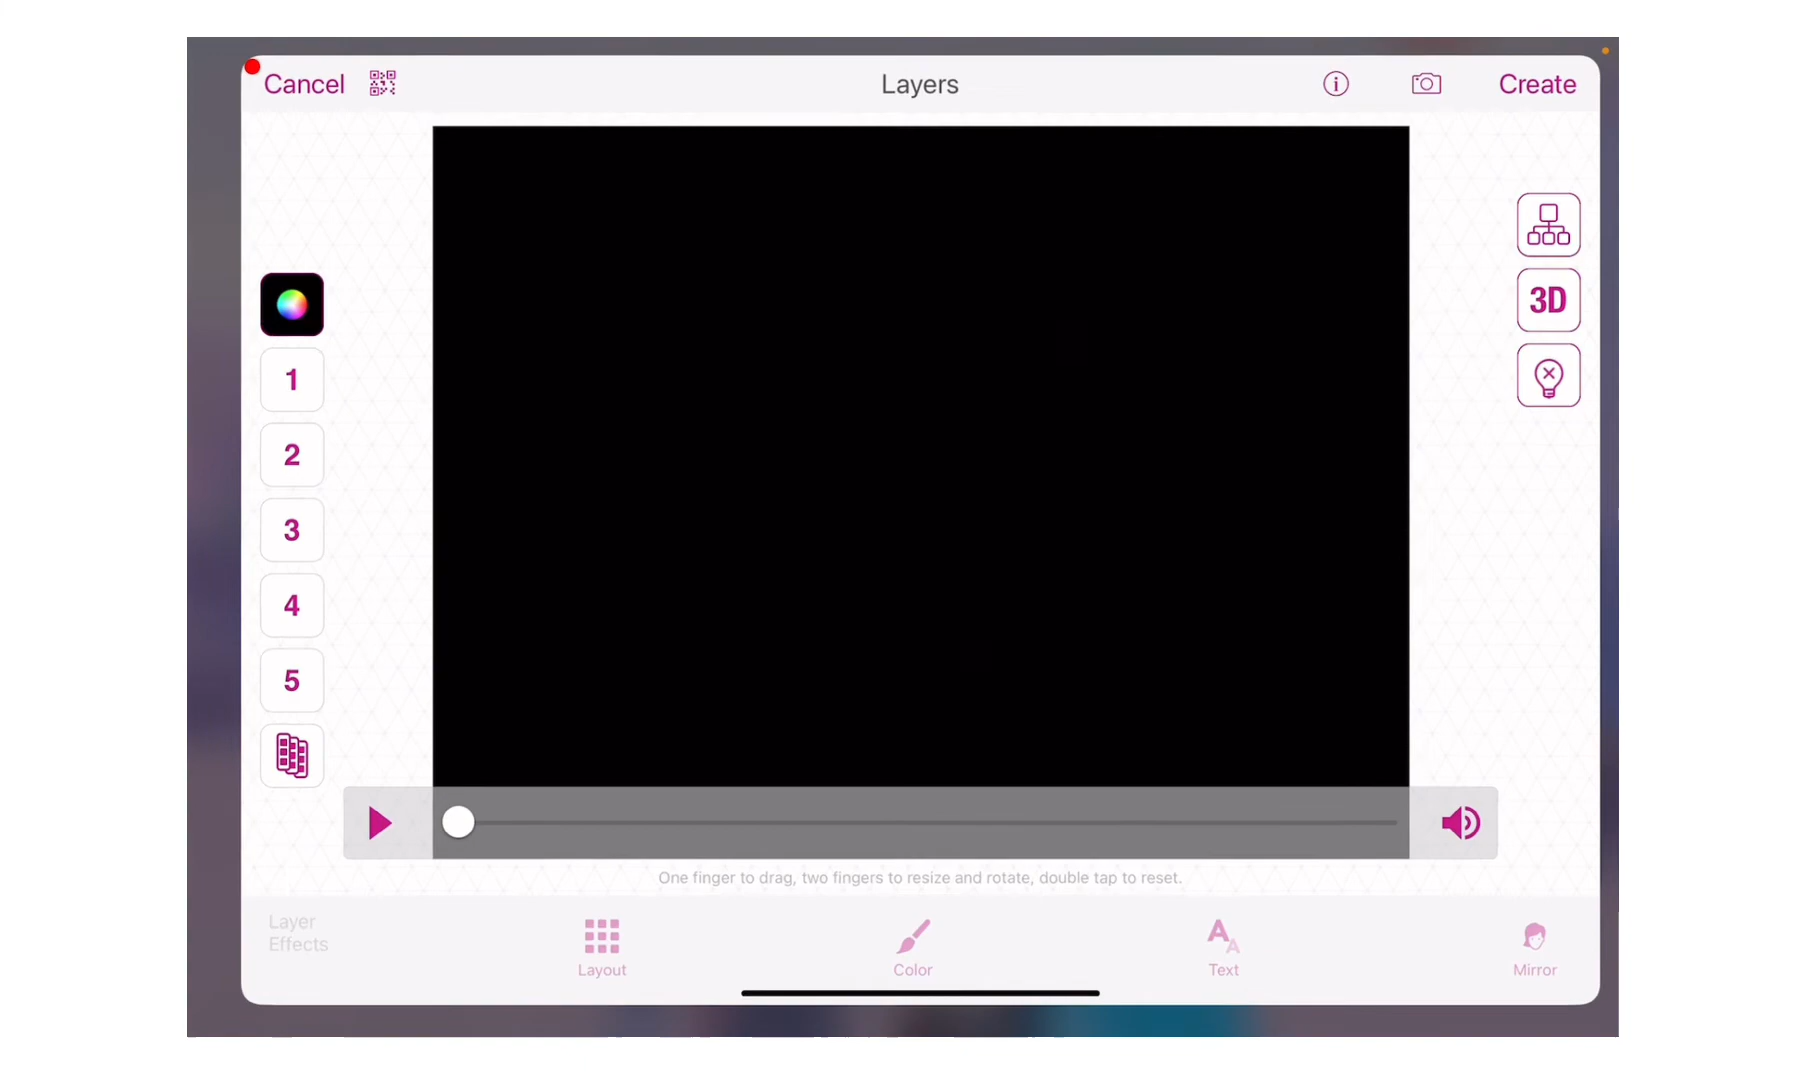 Cancel
Layers
Create
3D
1
2
3
4
5
One finger to drag, two fingers to resize and rotate, double tap to reset.
Layer
Effects
Layout
Color
Text
Mirror